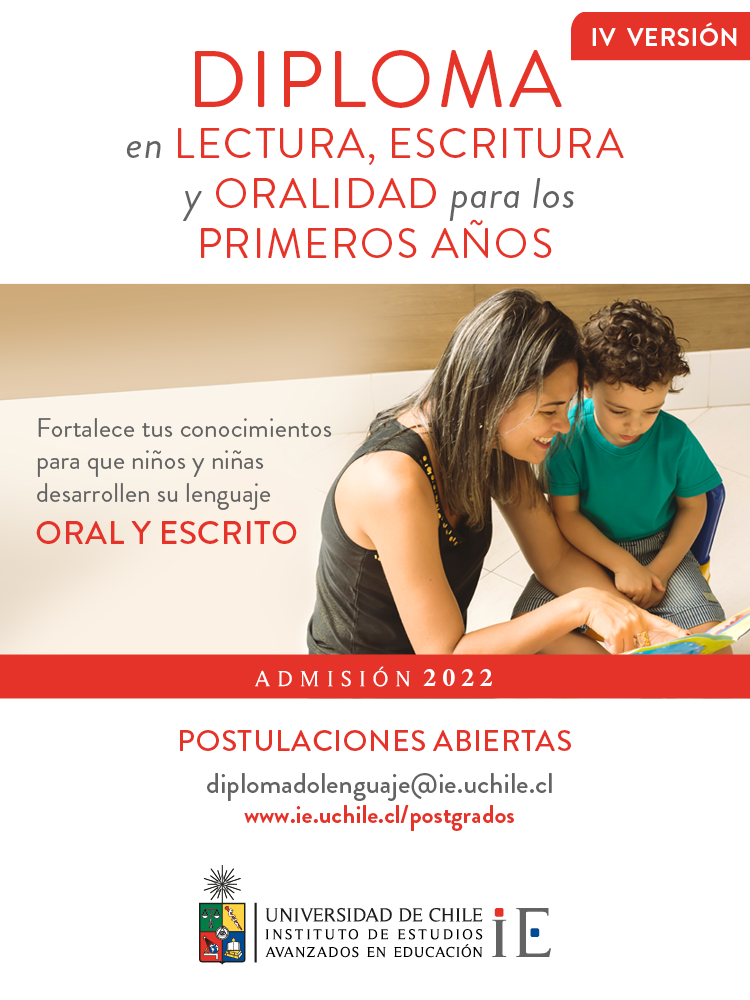 IV VERSIÓN
DIPLOMA
en LECTURA, ESCRITURA
y ORALIDAD para los
PRIMEROS AÑOS
Fortalece tus conocimientos
para que niños y niñas
desarrollen su lenguaje
ORAL Y ESCRITO
ADMISIÓN 2022
POSTULACIONES ABIERTAS
diplomadolenguaje@ie.uchile.cl
www.ie.uchile.cl/postgrados
UNIVERSIDAD DE CHILE
INSTITUTO DE ESTUDIOS
AVANZADOS EN EDUCACIÓN
iE